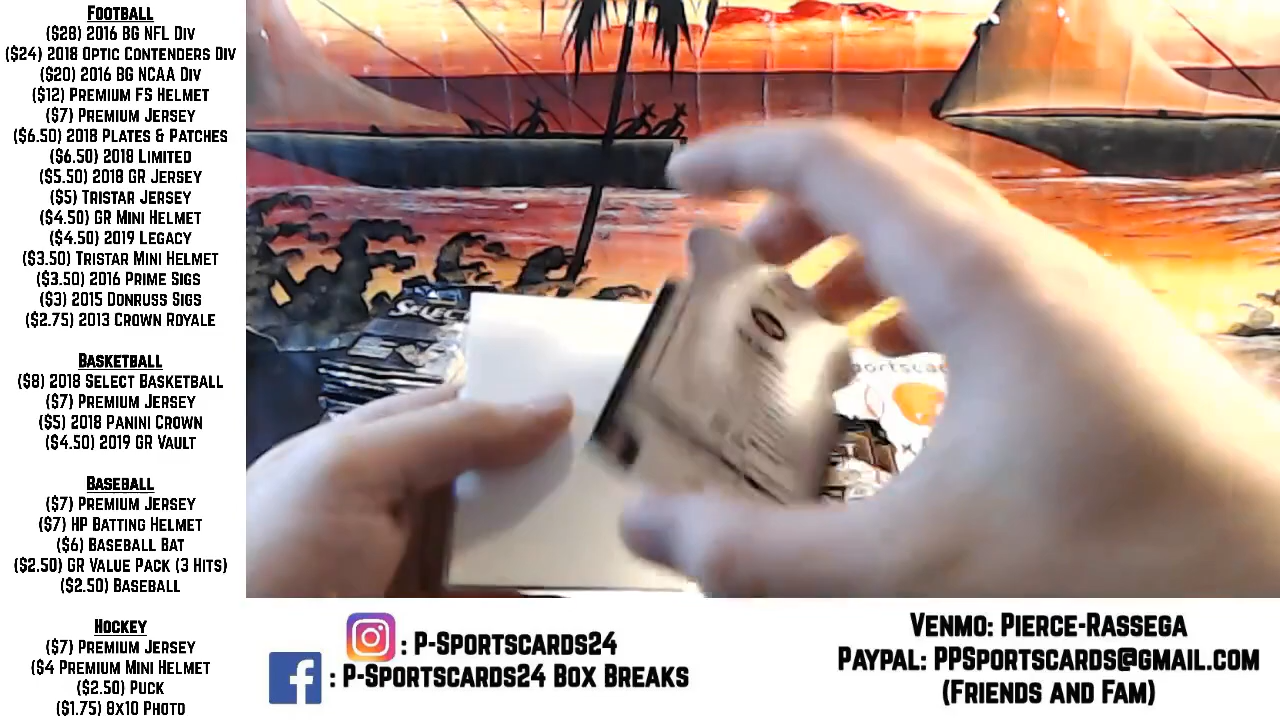 Football
($28) 2016 BG NFL Div
($24) 2018 Optic Contenders Div
($20) 2016 BG NCAA Div
($12) Premium FS Helmet
($7) Premium Jersey
($6.50) 2018 Plates & Patches
($6.50) 2018 Limited
($5.50) 2018 GR Jersey
($5) Tristar Jersey
($4.50) GR Mini Helmet
($4.50) 2019 Legacy
($3.50) Tristar Mini Helmet
($3.50) 2016 Prime Sigs
($3) 2015 Donruss Sigs
($2.75) 2013 Crown Royale
Basketball
($8) 2018 Select Basketball
($7) Premium Jersey
($5) 2018 Panini Crown
($4.50) 2019 GR Vault
Baseball
($7) Premium Jersey
($7) HP Batting Helmet
($6) Baseball Bat
($2.50) GR Value Pack (3 Hits)
($2.50) Baseball
Hockey
($7) Premium Jersey
($4 Premium Mini Helmet
($2.50) Puck
($1.75) 8x10 Photo
Select
: P-Sportscards24
: P-Sportscards24 Box Breaks
Venmo: Pierce-Rassega
Paypal: PPSportscards@gmail.com
(Friends and Fam)